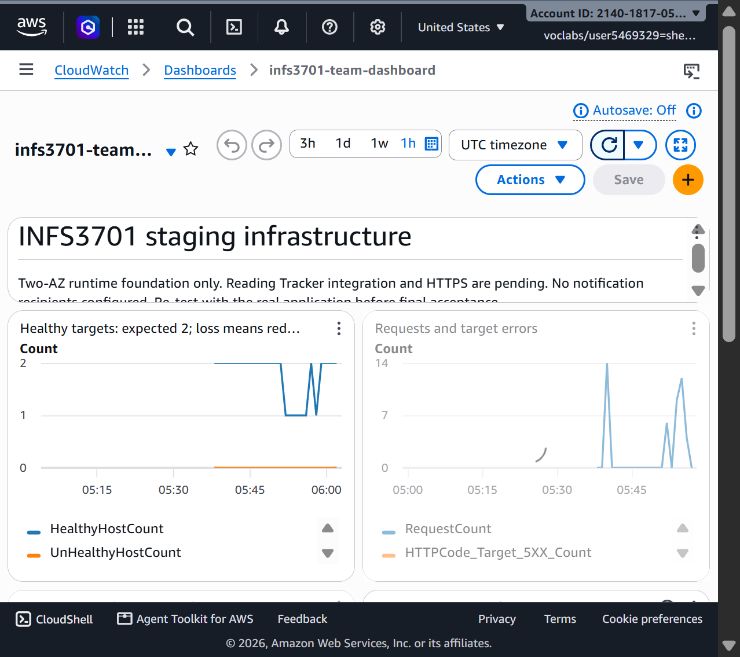 aws
United States
Account ID: 2140-1817-05...
voclabs/user5469329=she...
CloudWatch > Dashboards > infs3701-team-dashboard
Autosave: Off
infs3701-team...
3h 1d 1w 1h
UTC timezone
Actions
Save
INFS3701 staging infrastructure
Two-AZ runtime foundation only. Reading Tracker integration and HTTPS are pending. No notification
recipients configured. Re-test with the real application before final acceptance.
Healthy targets: expected 2; loss means red...
Count
2
1
0
05:15 05:30 05:45 06:00
HealthyHostCount
UnHealthyHostCount
Requests and target errors
Count
14
7
0
05:00 05:15 05:30 05:45
RequestCount
HTTPCode_Target_5XX_Count
CloudShell
Agent Toolkit for AWS
Feedback
Privacy
Terms
Cookie preferences
© 2026, Amazon Web Services, Inc. or its affiliates.